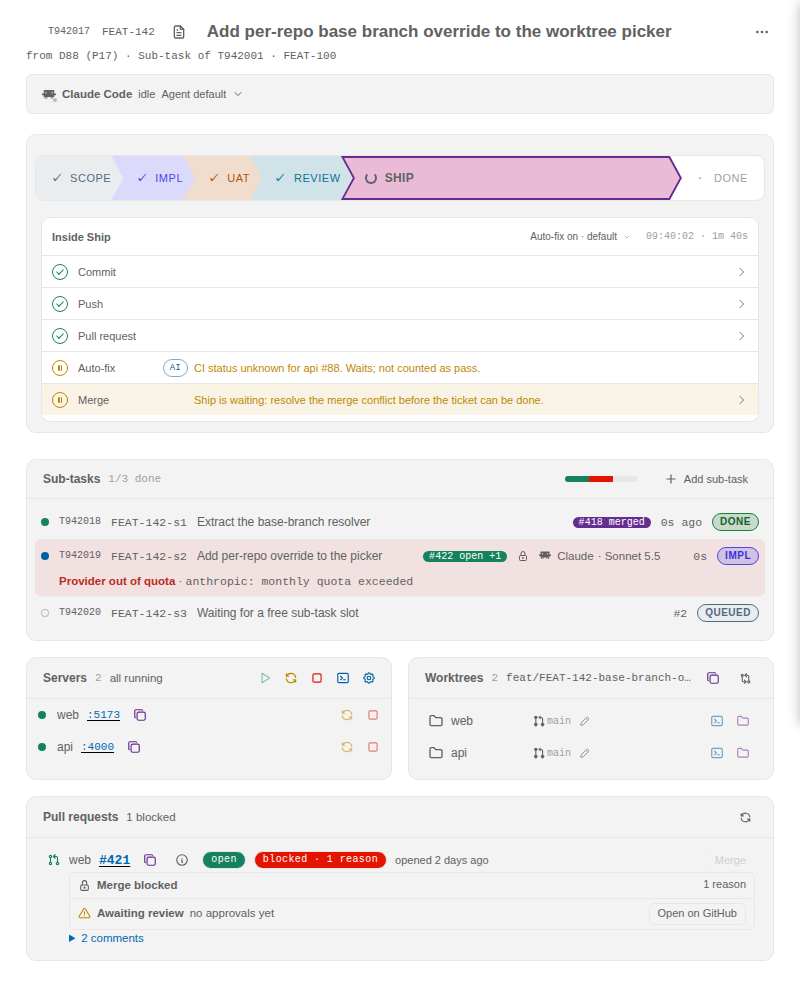 T942017 FEAT-142 Add per-repo base branch override to the worktree picker
from D88 (P17) · Sub-task of T942001 · FEAT-100
Claude Code idle Agent default
SCOPE IMPL UAT REVIEW SHIP DONE
Inside Ship Auto-fix on · default 09:40:02 · 1m 40s
Commit
Push
Pull request
Auto-fix AI CI status unknown for api #88. Waits; not counted as pass.
Merge Ship is waiting: resolve the merge conflict before the ticket can be done.
Sub-tasks 1/3 done Add sub-task
T942018 FEAT-142-s1 Extract the base-branch resolver #418 merged 0s ago DONE
T942019 FEAT-142-s2 Add per-repo override to the picker #422 open +1 Claude · Sonnet 5.5 0s IMPL
Provider out of quota · anthropic: monthly quota exceeded
T942020 FEAT-142-s3 Waiting for a free sub-task slot #2 QUEUED
Servers 2 all running
web :5173
api :4000
Worktrees 2 feat/FEAT-142-base-branch-o…
web main
api main
Pull requests 1 blocked
web #421 open blocked · 1 reason opened 2 days ago Merge
Merge blocked 1 reason
Awaiting review no approvals yet Open on GitHub
2 comments